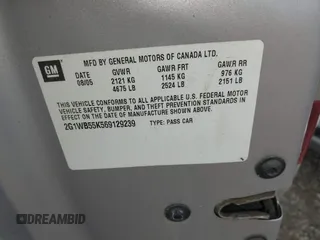 GM
MFD BY GENERAL MOTORS OF CANADA LTD.
DATE GVWR GAWR FRT GAWR RR
08/05 2121 KG 1145 KG 976 KG
4675 LB 2524 LB 2151 LB
THIS VEHICLE CONFORMS TO ALL APPLICABLE U.S. FEDERAL MOTOR
VEHICLE SAFETY, BUMPER, AND THEFT PREVENTION STANDARDS
IN EFFECT ON THE DATE OF MANUFACTURE SHOWN ABOVE.
2G1WB55K569129239 TYPE: PASS CAR
DREAMBID